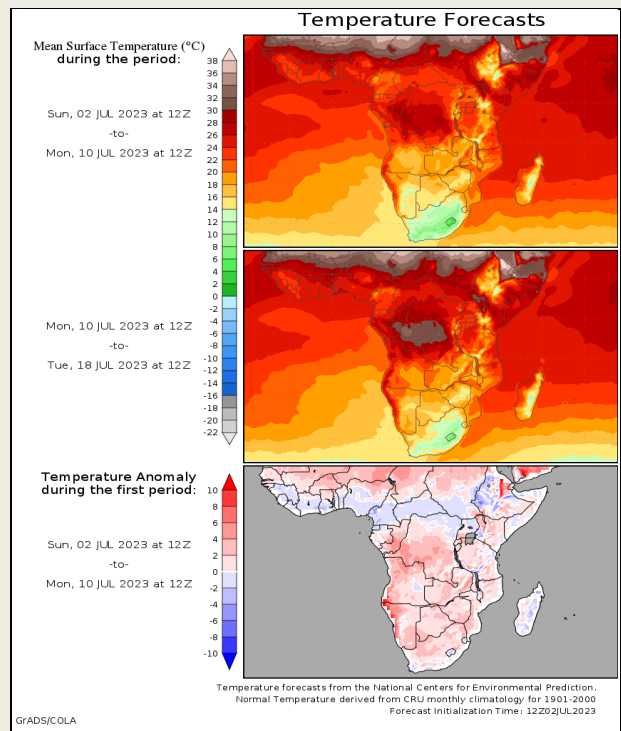 Temperature Forecasts
Mean Surface Temperature (°C)
during the period:
Sun, 02 JUL 2023 at 12Z
-to-
Mon, 10 JUL 2023 at 12Z
38
36
34
32
30
28
26
24
22
20
18
16
14
12
10
8
6
4
2
0
-2
-4
-6
-8
-10
-12
-14
-16
-17
-18
-20
-22
Mon, 10 JUL 2023 at 12Z
-to-
Tue, 18 JUL 2023 at 12Z
Temperature Anomaly
during the first period:
Sun, 02 JUL 2023 at 12Z
-to-
Mon, 10 JUL 2023 at 12Z
10
8
6
4
2
0
-2
-4
-6
-8
-10
Temperature forecasts from the National Centers for Environmental Prediction.
Normal Temperature derived from CRU monthly climatology for 1901-2000
Forecast Initialization Time: 12Z02JUL2023
GrADS/COLA